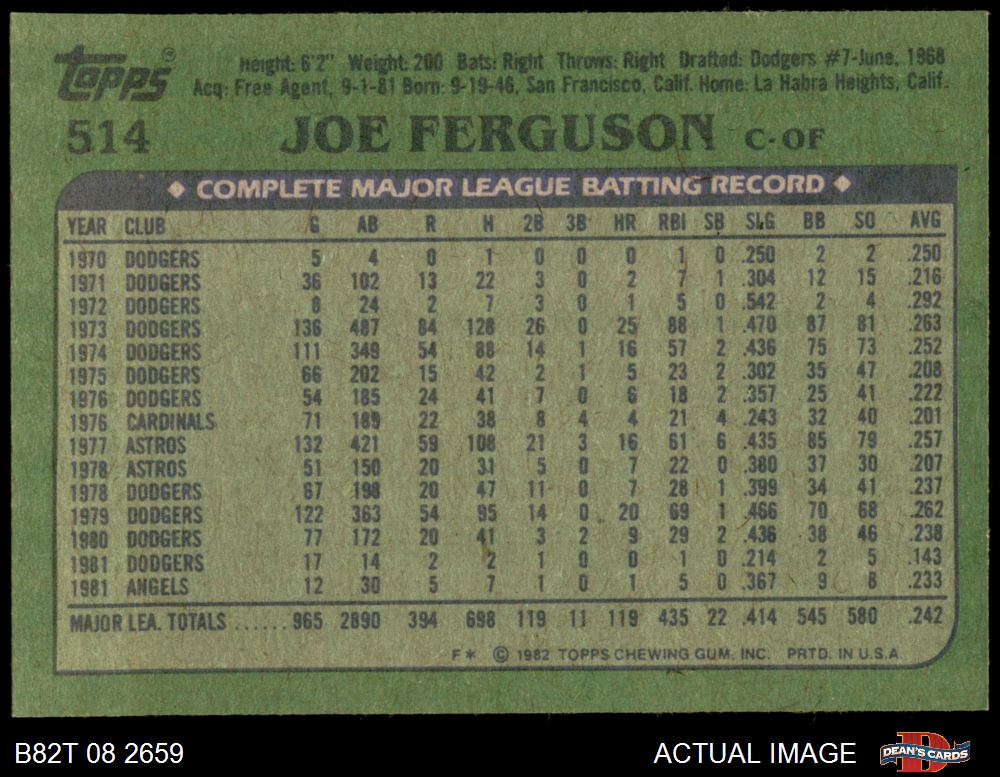 Topps®
Height: 6'2" Weight: 200 Bats: Right Throws: Right Drafted: Dodgers #7-June, 1968
Acq: Free Agent, 9-1-81 Born: 9-19-46, San Francisco, Calif. Home: La Habra Heights, Calif.
514 JOE FERGUSON C-OF
◆ COMPLETE MAJOR LEAGUE BATTING RECORD ◆
YEAR CLUB G AB R H 2B 3B HR RBI SB SLG BB SO AVG
1970 DODGERS 5 4 0 1 0 0 0 1 0 .250 2 2 .250
1971 DODGERS 36 102 13 22 3 0 2 7 1 .304 12 15 .216
1972 DODGERS 8 24 2 7 3 0 1 5 0 .542 2 4 .292
1973 DODGERS 136 487 84 128 26 0 25 88 1 .470 87 81 .263
1974 DODGERS 111 349 54 88 14 1 16 57 2 .436 75 73 .252
1975 DODGERS 66 202 15 42 2 1 5 23 2 .302 35 47 .208
1976 DODGERS 54 185 24 41 7 0 6 18 2 .357 25 41 .222
1976 CARDINALS 71 189 22 38 8 4 4 21 4 .243 32 40 .201
1977 ASTROS 132 421 59 108 21 3 16 61 6 .435 85 79 .257
1978 ASTROS 51 150 20 31 5 0 7 22 0 .380 37 30 .207
1978 DODGERS 67 198 20 47 11 0 7 28 1 .399 34 41 .237
1979 DODGERS 122 363 54 95 14 0 20 69 1 .466 70 68 .262
1980 DODGERS 77 172 20 41 3 2 9 29 2 .436 38 46 .238
1981 DODGERS 17 14 2 2 1 0 0 1 0 .214 2 5 .143
1981 ANGELS 12 30 5 7 1 0 1 5 0 .367 9 8 .233
MAJOR LEA. TOTALS ...... 965 2890 394 698 119 11 119 435 22 .414 545 580 .242
F* © 1982 TOPPS CHEWING GUM, INC. PRTD. IN U.S.A.
B82T 08 2659 ACTUAL IMAGE DEAN'S CARDS